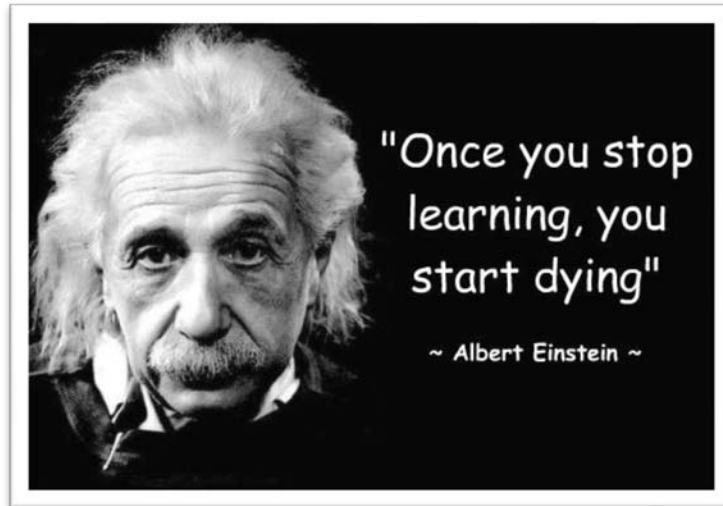 "Once you stop
learning, you
start dying"
~ Albert Einstein ~